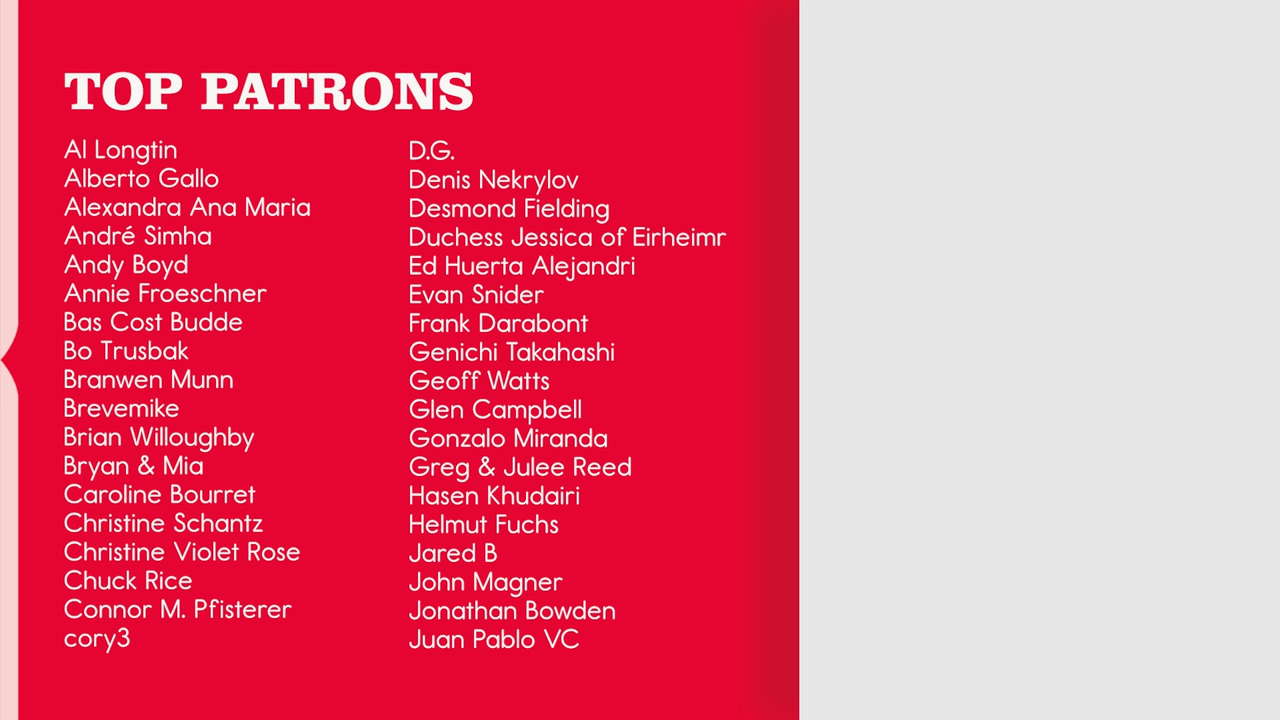 TOP PATRONS
Al Longtin
Alberto Gallo
Alexandra Ana Maria
André Simha
Andy Boyd
Annie Froeschner
Bas Cost Budde
Bo Trusbak
Branwen Munn
Brevemike
Brian Willoughby
Bryan & Mia
Caroline Bourret
Christine Schantz
Christine Violet Rose
Chuck Rice
Connor M. Pfisterer
cory3
D.G.
Denis Nekrylov
Desmond Fielding
Duchess Jessica of Eirheimr
Ed Huerta Alejandri
Evan Snider
Frank Darabont
Genichi Takahashi
Geoff Watts
Glen Campbell
Gonzalo Miranda
Greg & Julee Reed
Hasen Khudairi
Helmut Fuchs
Jared B
John Magner
Jonathan Bowden
Juan Pablo VC